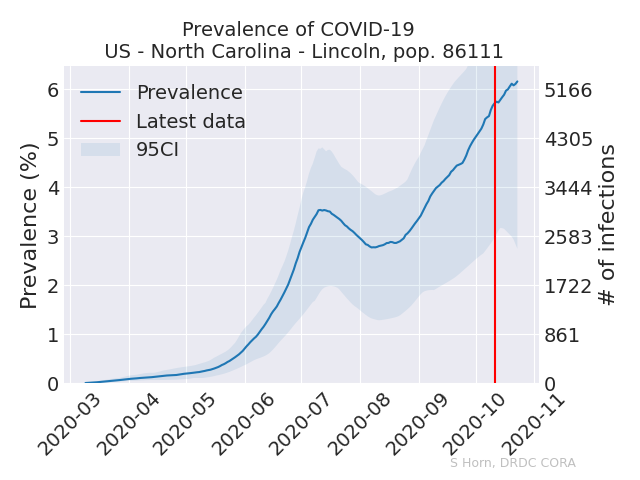 Prevalence of COVID-19
US - North Carolina - Lincoln, pop. 86111
Prevalence
Latest data
95CI
Prevalence (%)
6
5
4
3
2
1
0
5166
4305
3444
2583
1722
861
0
# of infections
2020-03
2020-04
2020-05
2020-06
2020-07
2020-08
2020-09
2020-10
2020-11
S Horn, DRDC CORA